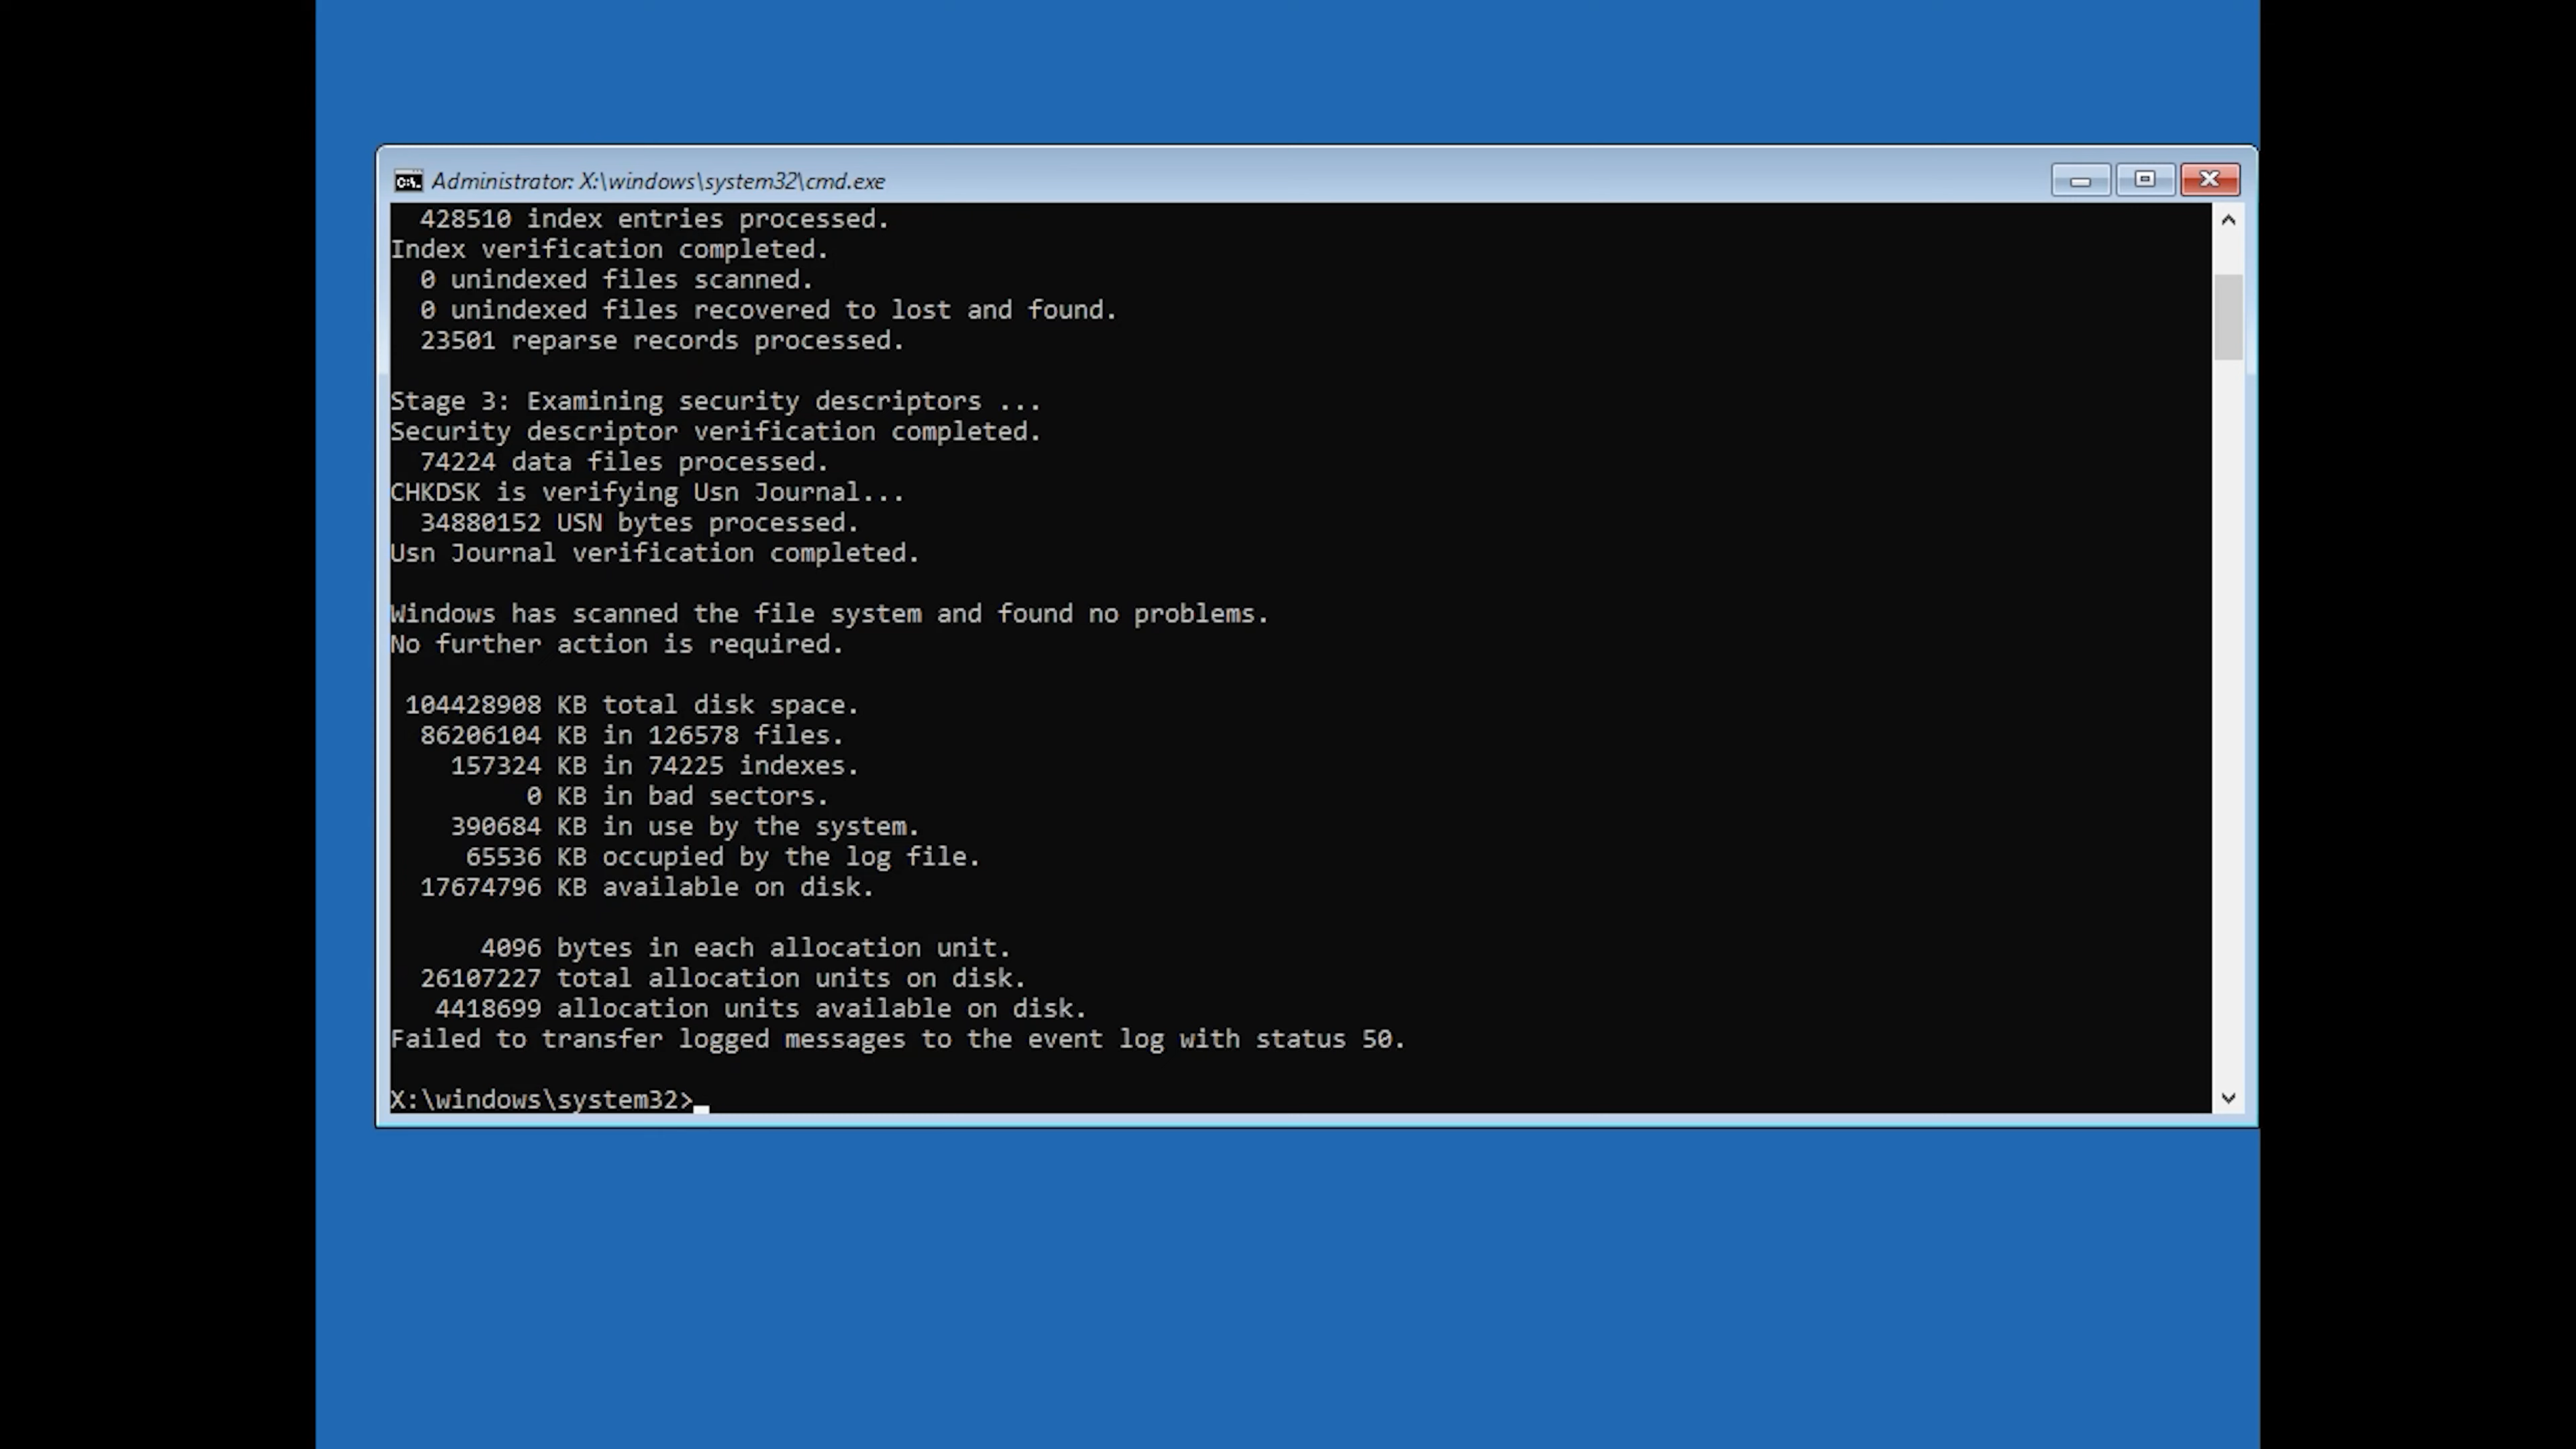 Administrator: X:\windows\system32\cmd.exe
428510 index entries processed.
Index verification completed.
0 unindexed files scanned.
0 unindexed files recovered to lost and found.
23501 reparse records processed.
Stage 3: Examining security descriptors ...
Security descriptor verification completed.
74224 data files processed.
CHKDSK is verifying Usn Journal...
34880152 USN bytes processed.
Usn Journal verification completed.
Windows has scanned the file system and found no problems.
No further action is required.
104428908 KB total disk space.
86206104 KB in 126578 files.
157324 KB in 74225 indexes.
0 KB in bad sectors.
390684 KB in use by the system.
65536 KB occupied by the log file.
17674796 KB available on disk.
4096 bytes in each allocation unit.
26107227 total allocation units on disk.
4418699 allocation units available on disk.
Failed to transfer logged messages to the event log with status 50.
X:\windows\system32>